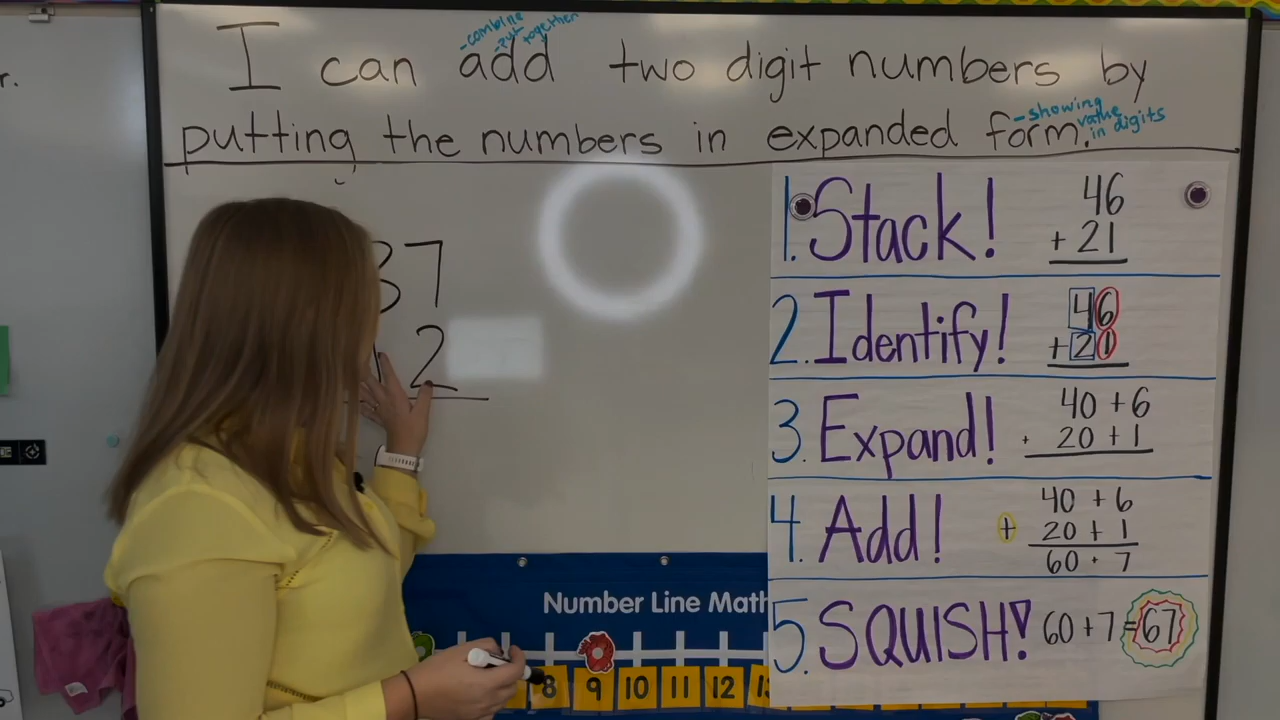 I can add two digit numbers by
-combine
-put together
putting the numbers in expanded form.
-showing
value
in digits
37
2
1. Stack!
46
+ 21
2. Identify!
46
+ 21
3. Expand!
40 + 6
+ 20 + 1
4. Add!
40 + 6
+ 20 + 1
60 + 7
5. SQUISH!
60 + 7 = 67
Number Line Math
8 9 10 11 12